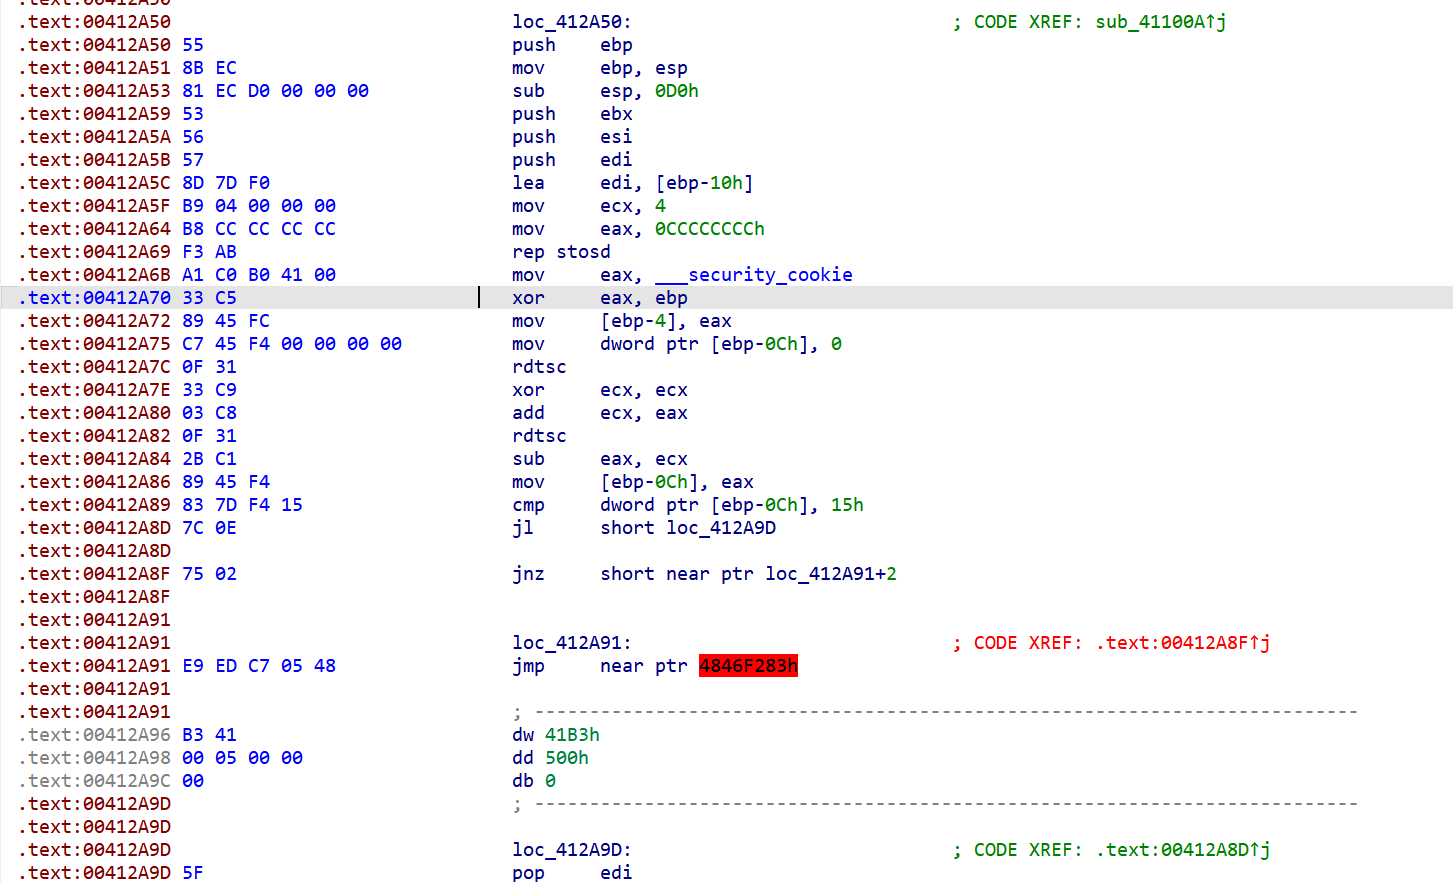 .text:00412A50
.text:00412A50 loc_412A50: ; CODE XREF: sub_41100A↑j
.text:00412A50 55 push ebp
.text:00412A51 8B EC mov ebp, esp
.text:00412A53 81 EC D0 00 00 00 sub esp, 0D0h
.text:00412A59 53 push ebx
.text:00412A5A 56 push esi
.text:00412A5B 57 push edi
.text:00412A5C 8D 7D F0 lea edi, [ebp-10h]
.text:00412A5F B9 04 00 00 00 mov ecx, 4
.text:00412A64 B8 CC CC CC CC mov eax, 0CCCCCCCCh
.text:00412A69 F3 AB rep stosd
.text:00412A6B A1 C0 B0 41 00 mov eax, ___security_cookie
.text:00412A70 33 C5 xor eax, ebp
.text:00412A72 89 45 FC mov [ebp-4], eax
.text:00412A75 C7 45 F4 00 00 00 00 mov dword ptr [ebp-0Ch], 0
.text:00412A7C 0F 31 rdtsc
.text:00412A7E 33 C9 xor ecx, ecx
.text:00412A80 03 C8 add ecx, eax
.text:00412A82 0F 31 rdtsc
.text:00412A84 2B C1 sub eax, ecx
.text:00412A86 89 45 F4 mov [ebp-0Ch], eax
.text:00412A89 83 7D F4 15 cmp dword ptr [ebp-0Ch], 15h
.text:00412A8D 7C 0E jl short loc_412A9D
.text:00412A8D
.text:00412A8F 75 02 jnz short near ptr loc_412A91+2
.text:00412A8F
.text:00412A91
.text:00412A91 loc_412A91: ; CODE XREF: .text:00412A8F↑j
.text:00412A91 E9 ED C7 05 48 jmp near ptr 4846F283h
.text:00412A91
.text:00412A91 ; ---------------------------------------------------------------------------
.text:00412A96 B3 41 dw 41B3h
.text:00412A98 00 05 00 00 dd 500h
.text:00412A9C 00 db 0
.text:00412A9D ; ---------------------------------------------------------------------------
.text:00412A9D
.text:00412A9D loc_412A9D: ; CODE XREF: .text:00412A8D↑j
.text:00412A9D 5F pop edi